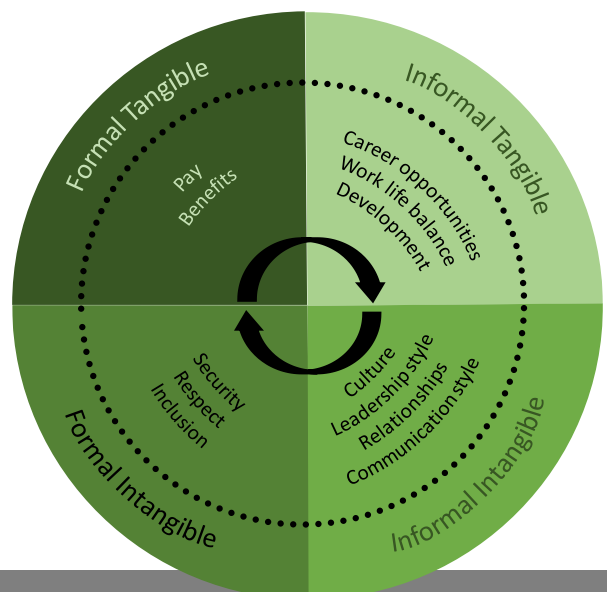 Formal Tangible
Pay
Benefits
Informal Tangible
Career opportunities
Work life balance
Development
Formal Intangible
Security
Respect
Inclusion
Informal Intangible
Culture
Leadership style
Relationships
Communication style